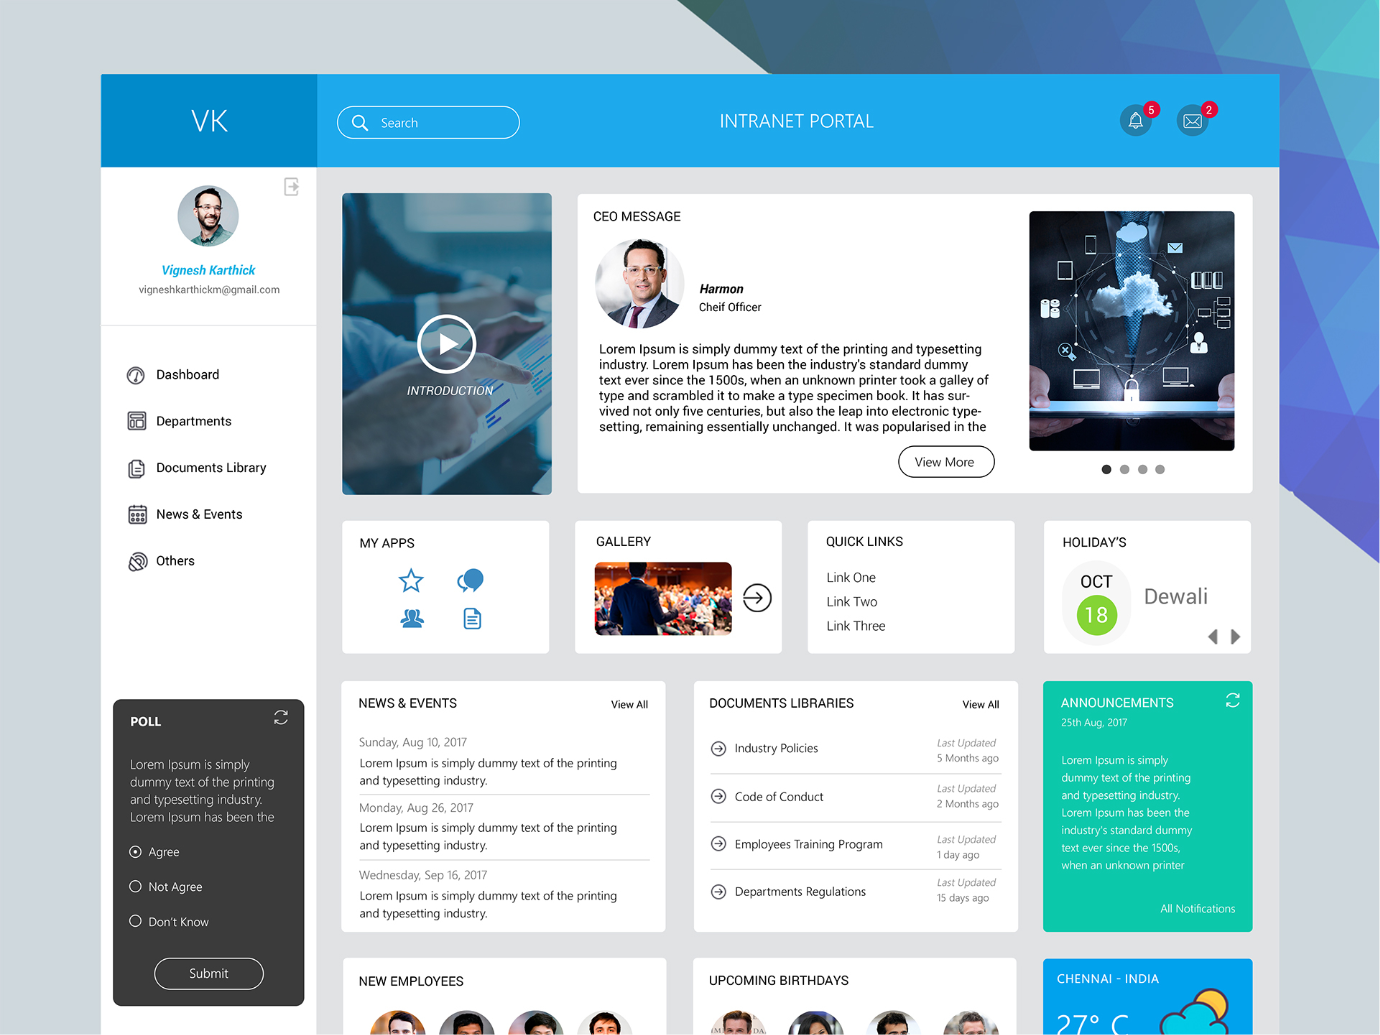 VK
Search
INTRANET PORTAL
5
2
Vignesh Karthick
vigneshkarthickm@gmail.com
Dashboard
Departments
Documents Library
News & Events
Others
POLL
Lorem Ipsum is simply
dummy text of the printing
and typesetting industry.
Lorem Ipsum has been the
Agree
Not Agree
Don't Know
Submit
INTRODUCTION
CEO MESSAGE
Harmon
Cheif Officer
Lorem Ipsum is simply dummy text of the printing and typesetting
industry. Lorem Ipsum has been the industry's standard dummy
text ever since the 1500s, when an unknown printer took a galley of
type and scrambled it to make a type specimen book. It has sur-
vived not only five centuries, but also the leap into electronic type-
setting, remaining essentially unchanged. It was popularised in the
View More
MY APPS
GALLERY
QUICK LINKS
Link One
Link Two
Link Three
HOLIDAY'S
OCT
18
Dewali
NEWS & EVENTS
View All
Sunday, Aug 10, 2017
Lorem Ipsum is simply dummy text of the printing
and typesetting industry.
Monday, Aug 26, 2017
Lorem Ipsum is simply dummy text of the printing
and typesetting industry.
Wednesday, Sep 16, 2017
Lorem Ipsum is simply dummy text of the printing
and typesetting industry.
DOCUMENTS LIBRARIES
View All
Industry Policies
Last Updated
5 Months ago
Code of Conduct
Last Updated
2 Months ago
Employees Training Program
Last Updated
1 day ago
Departments Regulations
Last Updated
15 days ago
ANNOUNCEMENTS
25th Aug, 2017
Lorem Ipsum is simply
dummy text of the printing
and typesetting industry.
Lorem Ipsum has been the
industry's standard dummy
text ever since the 1500s,
when an unknown printer
All Notifications
NEW EMPLOYEES
UPCOMING BIRTHDAYS
CHENNAI - INDIA
27° C